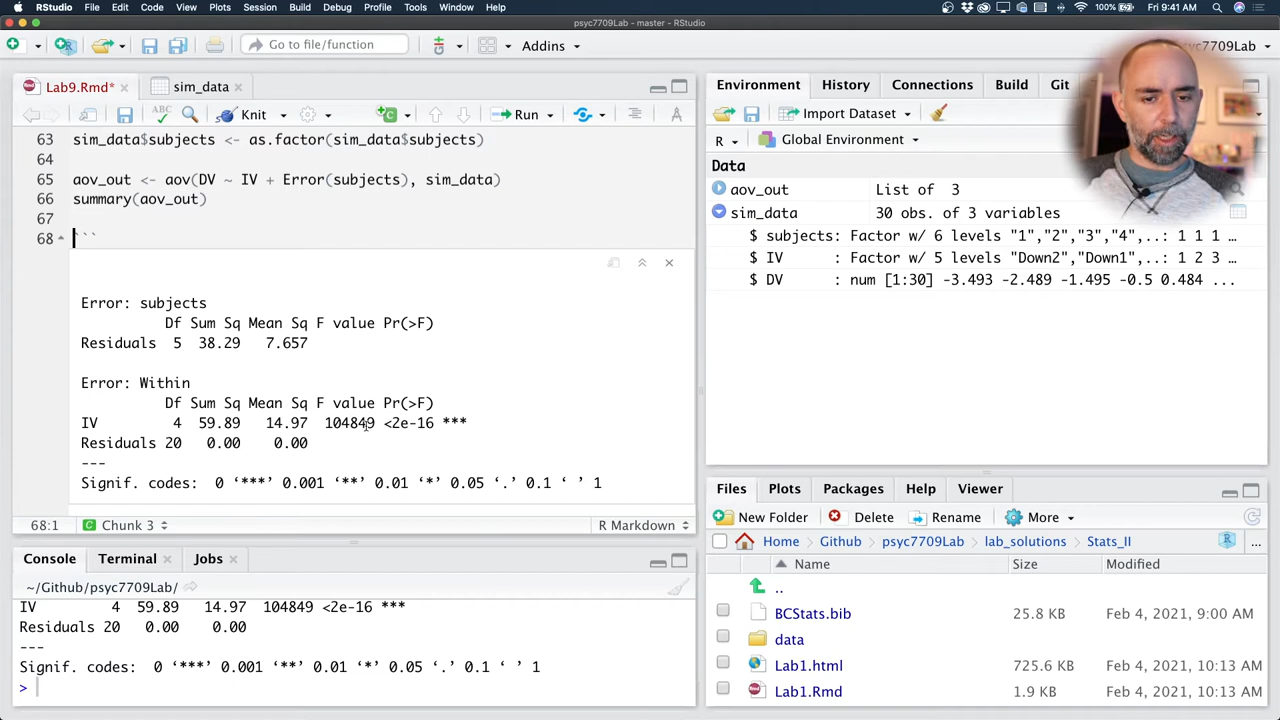 RStudio File Edit Code View Plots Session Build Debug Profile Tools Window Help 100% Fri 9:41 AM
psyc7709Lab - master - RStudio
Go to file/function Addins psyc7709Lab
Lab9.Rmd* sim_data
ABC Knit Run
63 sim_data$subjects <- as.factor(sim_data$subjects)
64
65 aov_out <- aov(DV ~ IV + Error(subjects), sim_data)
66 summary(aov_out)
67
68 ```
Error: subjects
Df Sum Sq Mean Sq F value Pr(>F)
Residuals 5 38.29 7.657
Error: Within
Df Sum Sq Mean Sq F value Pr(>F)
IV 4 59.89 14.97 104849 <2e-16 ***
Residuals 20 0.00 0.00
---
Signif. codes: 0 ‘***’ 0.001 ‘**’ 0.01 ‘*’ 0.05 ‘.’ 0.1 ‘ ’ 1
68:1 Chunk 3 R Markdown
Console Terminal Jobs
~/Github/psyc7709Lab/
IV 4 59.89 14.97 104849 <2e-16 ***
Residuals 20 0.00 0.00
---
Signif. codes: 0 ‘***’ 0.001 ‘**’ 0.01 ‘*’ 0.05 ‘.’ 0.1 ‘ ’ 1
>
Environment History Connections Build Git
Import Dataset
R Global Environment
Data
aov_out List of 3
sim_data 30 obs. of 3 variables
$ subjects: Factor w/ 6 levels "1","2","3","4",..: 1 1 1 …
$ IV : Factor w/ 5 levels "Down2","Down1",..: 1 2 3 …
$ DV : num [1:30] -3.493 -2.489 -1.495 -0.5 0.484 ...
Files Plots Packages Help Viewer
New Folder Delete Rename More
Home Github psyc7709Lab lab_solutions Stats_II ...
Name Size Modified
..
BCStats.bib 25.8 KB Feb 4, 2021, 9:00 AM
data
Lab1.html 725.6 KB Feb 4, 2021, 10:13 AM
Lab1.Rmd 1.9 KB Feb 4, 2021, 10:13 AM